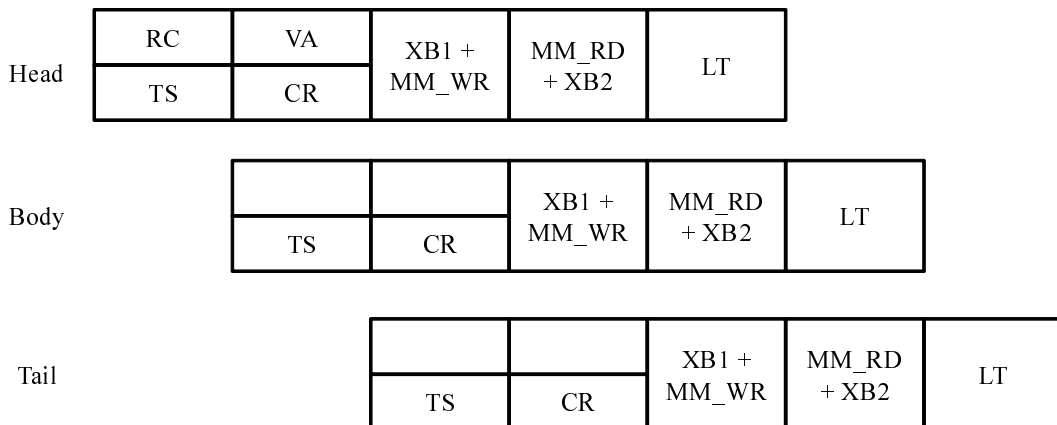 Head
RC
VA
TS
CR
XB1 +
MM_WR
MM_RD
+ XB2
LT
Body
TS
CR
XB1 +
MM_WR
MM_RD
+ XB2
LT
Tail
TS
CR
XB1 +
MM_WR
MM_RD
+ XB2
LT